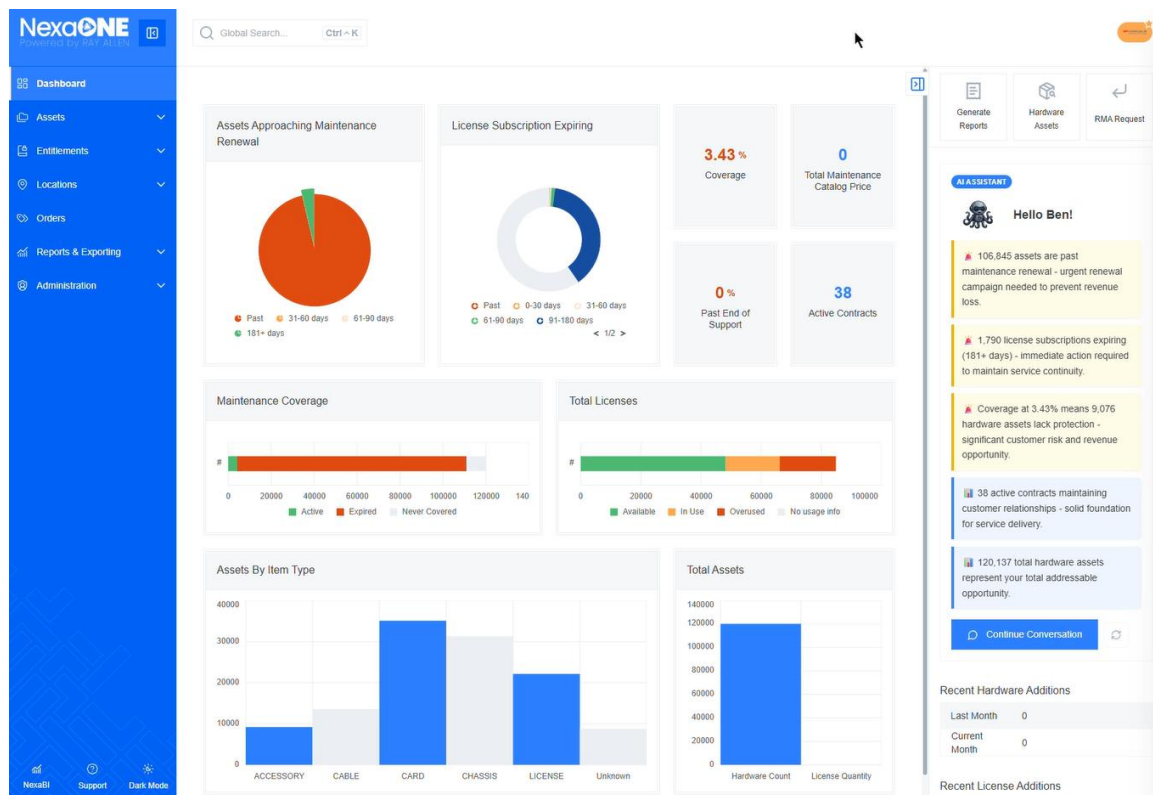 NexaONE
Powered by RAY ALLEN
Global Search...
Ctrl ^ K
Dashboard
Assets
Entitlements
Locations
Orders
Reports & Exporting
Administration
NexaBI
Support
Dark Mode
Assets Approaching Maintenance
Renewal
Past
31-60 days
61-90 days
181+ days
License Subscription Expiring
Past
0-30 days
31-60 days
61-90 days
91-180 days
< 1/2 >
3.43 %
Coverage
0
Total Maintenance
Catalog Price
0 %
Past End of
Support
38
Active Contracts
Maintenance Coverage
#
0 20000 40000 60000 80000 100000 120000 140
Active Expired Never Covered
Total Licenses
#
0 20000 40000 60000 80000 100000
Available In Use Overused No usage info
Assets By Item Type
40000
30000
20000
10000
0
ACCESSORY CABLE CARD CHASSIS LICENSE Unknown
Total Assets
140000
120000
100000
80000
60000
40000
20000
0
Hardware Count License Quantity
Generate
Reports
Hardware
Assets
RMA Request
AI ASSISTANT
Hello Ben!
106,845 assets are past
maintenance renewal - urgent renewal
campaign needed to prevent revenue
loss.
1,790 license subscriptions expiring
(181+ days) - immediate action required
to maintain service continuity.
Coverage at 3.43% means 9,076
hardware assets lack protection -
significant customer risk and revenue
opportunity.
38 active contracts maintaining
customer relationships - solid foundation
for service delivery.
120,137 total hardware assets
represent your total addressable
opportunity.
Continue Conversation
Recent Hardware Additions
Last Month 0
Current
Month
0
Recent License Additions